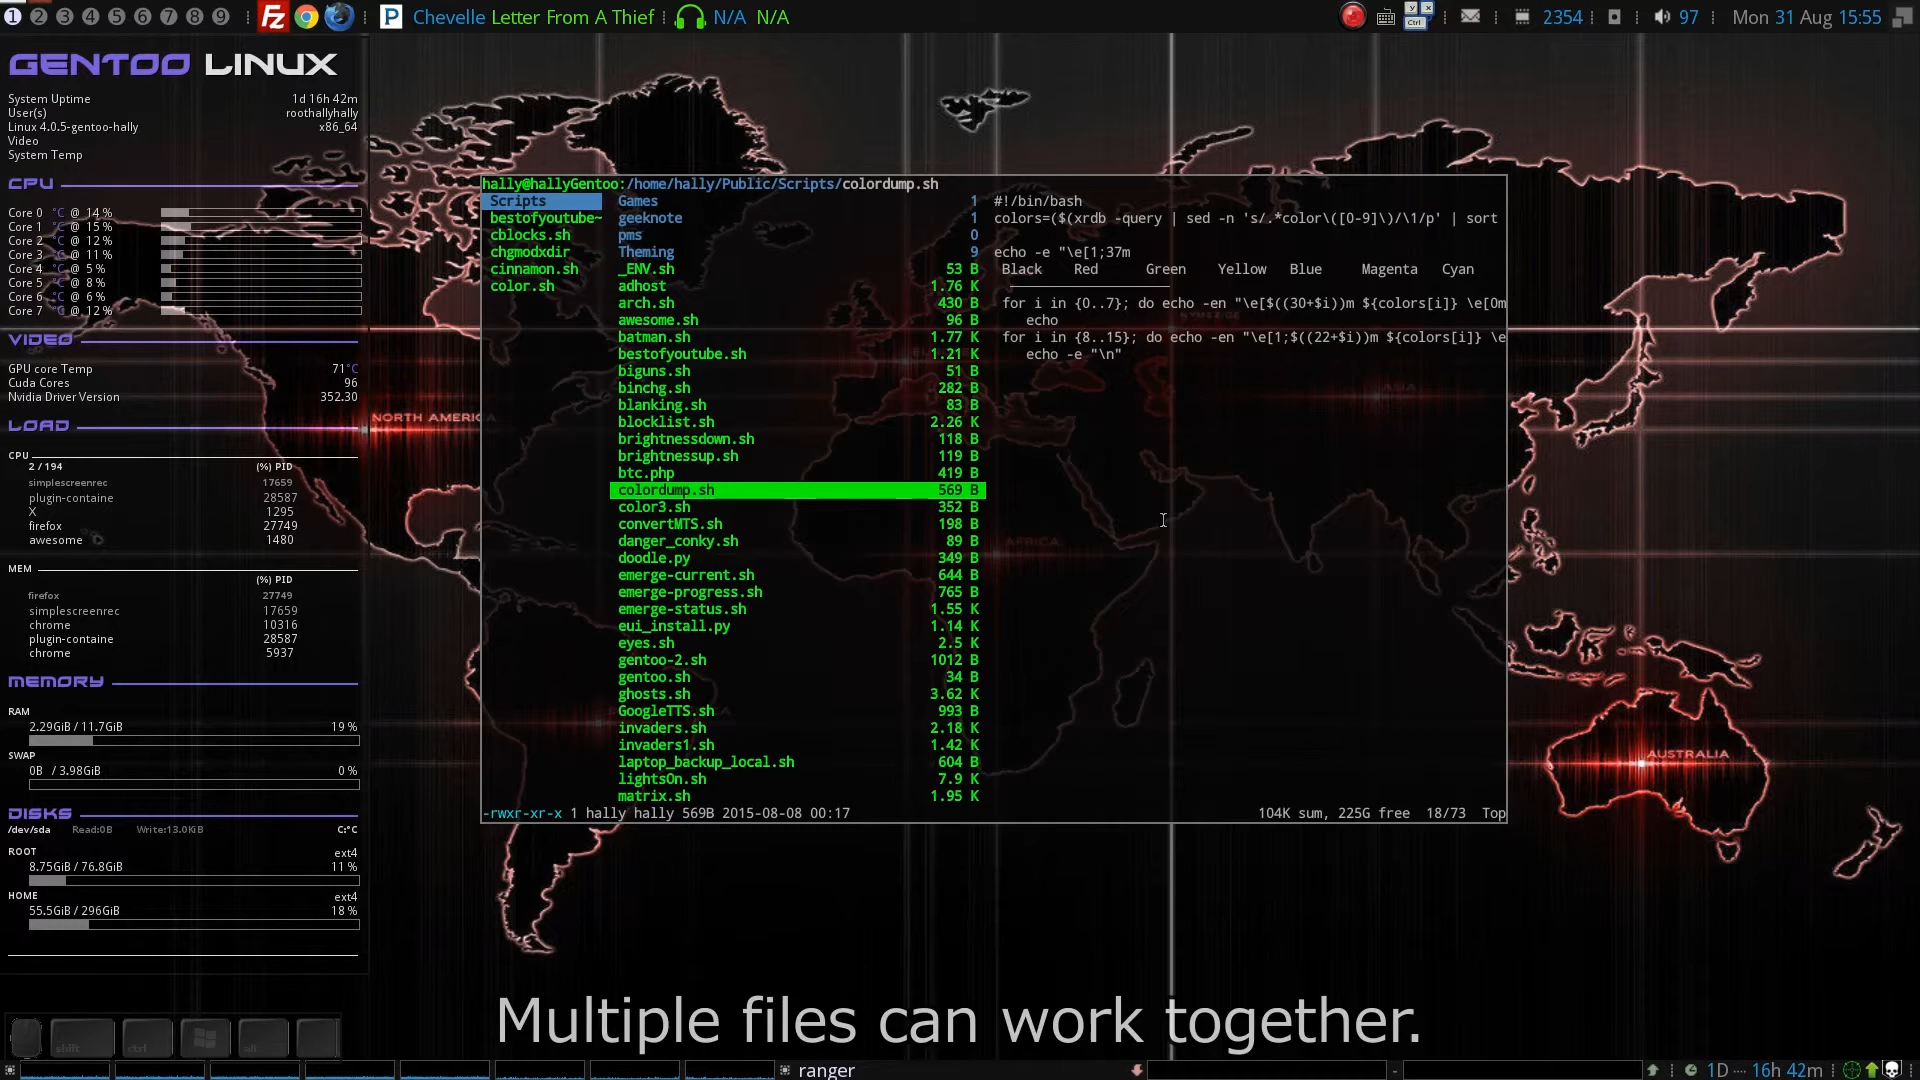 1 2 3 4 5 6 7 8 9 Fz P Chevelle Letter From A Thief N/A N/A
y x Ctrl 2354 97 Mon 31 Aug 15:55
GENTOO LINUX
System Uptime 1d 16h 42m
User(s) roothallyhally
Linux 4.0.5-gentoo-hally x86_64
Video
System Temp
CPU
Core 0 °C @ 14 %
Core 1 °C @ 15 %
Core 2 °C @ 12 %
Core 3 °C @ 11 %
Core 4 °C @ 5 %
Core 5 °C @ 8 %
Core 6 °C @ 6 %
Core 7 °C @ 12 %
VIDEO
GPU core Temp 71°C
Cuda Cores 96
Nvidia Driver Version 352.30
LOAD
CPU
2 / 194 (%) PID
simplescreenrec 17659
plugin-containe 28587
X 1295
firefox 27749
awesome 1480
MEM
(%) PID
firefox 27749
simplescreenrec 17659
chrome 10316
plugin-containe 28587
chrome 5937
MEMORY
RAM
2.29GiB / 11.7GiB 19 %
SWAP
0B / 3.98GiB 0 %
DISKS
/dev/sda Read:0B Write:13.0KiB C:°C
ROOT ext4
8.75GiB / 76.8GiB 11 %
HOME ext4
55.5GiB / 296GiB 18 %
shift ctrl alt
NORTH AMERICA
hally@hallyGentoo:/home/hally/Public/Scripts/colordump.sh
Scripts
bestofyoutube~
cblocks.sh
chgmodxdir
cinnamon.sh
color.sh
Games 1
geeknote 1
pms 0
Theming 9
_ENV.sh 53 B
adhost 1.76 K
arch.sh 430 B
awesome.sh 96 B
batman.sh 1.77 K
bestofyoutube.sh 1.21 K
biguns.sh 51 B
binchg.sh 282 B
blanking.sh 83 B
blocklist.sh 2.26 K
brightnessdown.sh 118 B
brightnessup.sh 119 B
btc.php 419 B
colordump.sh 569 B
color3.sh 352 B
convertMTS.sh 198 B
danger_conky.sh 89 B
doodle.py 349 B
emerge-current.sh 644 B
emerge-progress.sh 765 B
emerge-status.sh 1.55 K
eui_install.py 1.14 K
eyes.sh 2.5 K
gentoo-2.sh 1012 B
gentoo.sh 34 B
ghosts.sh 3.62 K
GoogleTTS.sh 993 B
invaders.sh 2.18 K
invaders1.sh 1.42 K
laptop_backup_local.sh 604 B
lightsOn.sh 7.9 K
matrix.sh 1.95 K
#!/bin/bash
colors=($(xrdb -query | sed -n 's/.*color\([0-9]\)/\1/p' | sort
echo -e "\e[1;37m
Black Red Green Yellow Blue Magenta Cyan
for i in {0..7}; do echo -en "\e[$((30+$i))m ${colors[i]} \e[0m
echo
for i in {8..15}; do echo -en "\e[1;$((22+$i))m ${colors[i]} \e
echo -e "\n"
ASIA
AFRICA
AUSTRALIA
-rwxr-xr-x 1 hally hally 569B 2015-08-08 00:17 104K sum, 225G free 18/73 Top
Multiple files can work together.
ranger
1D ---- 16h 42m